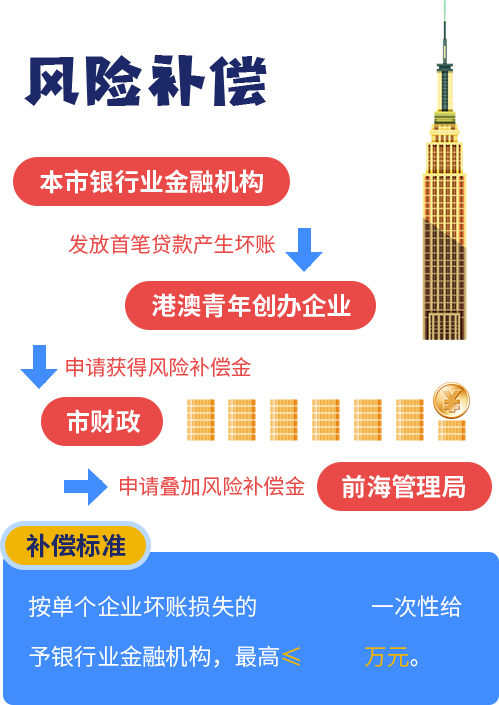 风险补偿
本市银行业金融机构
发放首笔贷款产生坏账
港澳青年创办企业
申请获得风险补偿金
市财政
¥
申请叠加风险补偿金
前海管理局
补偿标准
按单个企业坏账损失的 一次性给
予银行业金融机构，最高≤ 万元。